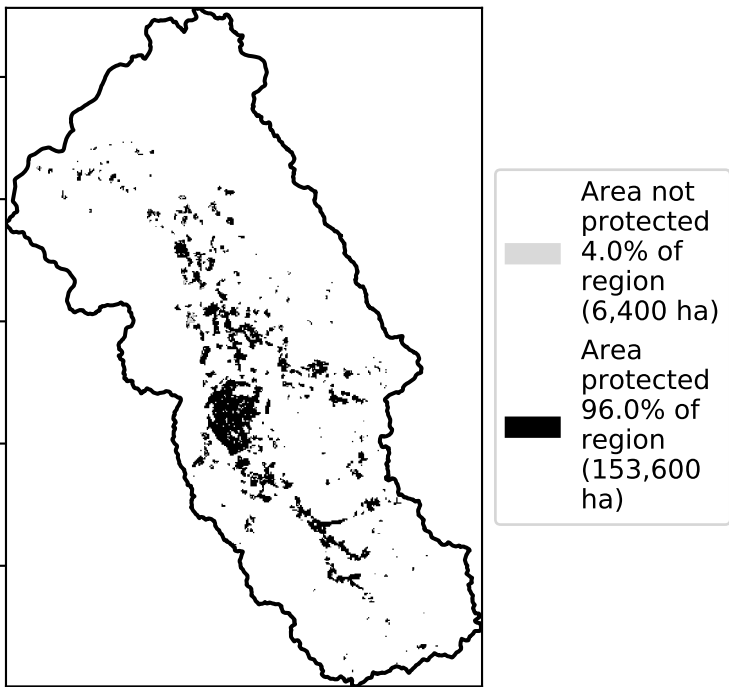 Area not
protected
4.0% of
region
(6,400 ha)
Area
protected
96.0% of
region
(153,600
ha)